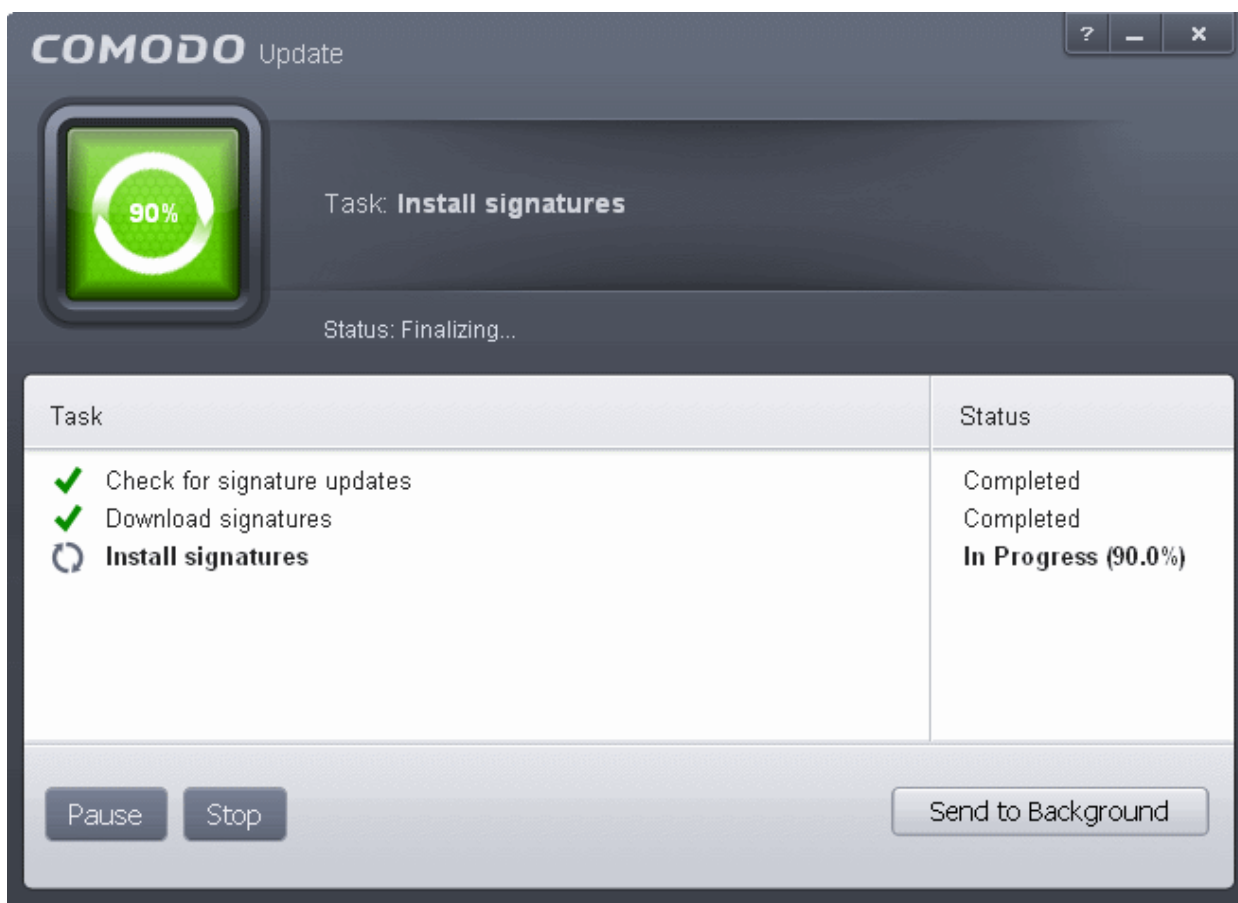 COMODO Update
? – x
90%
Task: Install signatures
Status: Finalizing...
Task Status
Check for signature updates Completed
Download signatures Completed
Install signatures In Progress (90.0%)
Pause Stop Send to Background